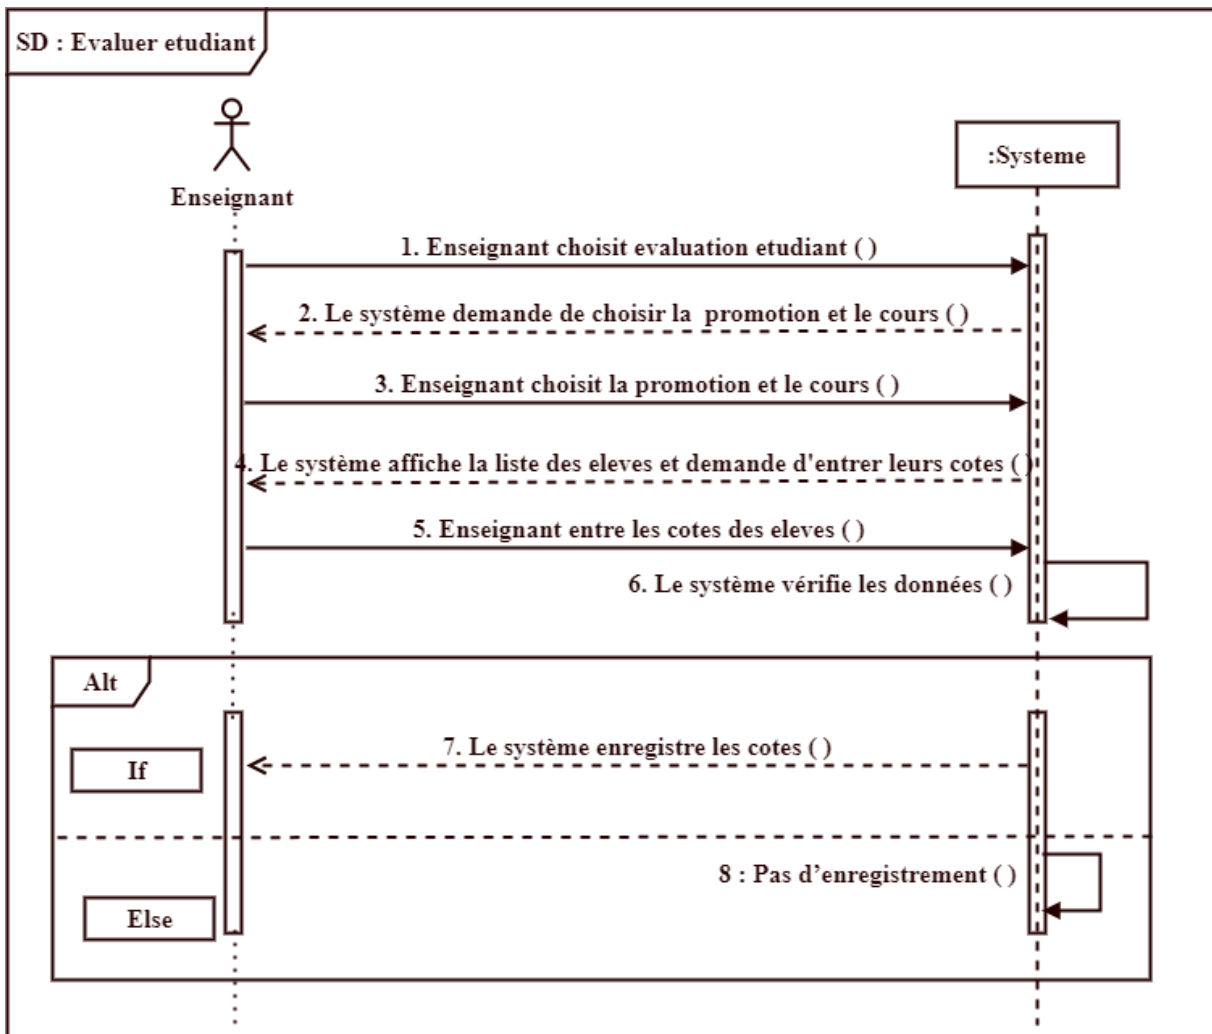 SD : Evaluer etudiant
:Systeme
Enseignant
1. Enseignant choisit evaluation etudiant ( )
2. Le système demande de choisir la promotion et le cours ( )
3. Enseignant choisit la promotion et le cours ( )
4. Le système affiche la liste des eleves et demande d'entrer leurs cotes ( )
5. Enseignant entre les cotes des eleves ( )
6. Le système vérifie les données ( )
Alt
7. Le système enregistre les cotes ( )
If
8 : Pas d’enregistrement ( )
Else